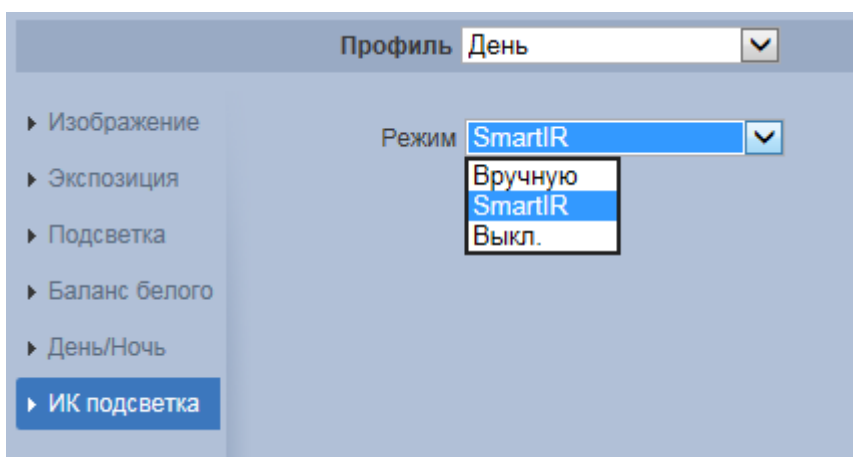 Профиль День
Изображение
Режим SmartIR
Экспозиция
Вручную
SmartIR
Подсветка
Выкл.
Баланс белого
День/Ночь
ИК подсветка